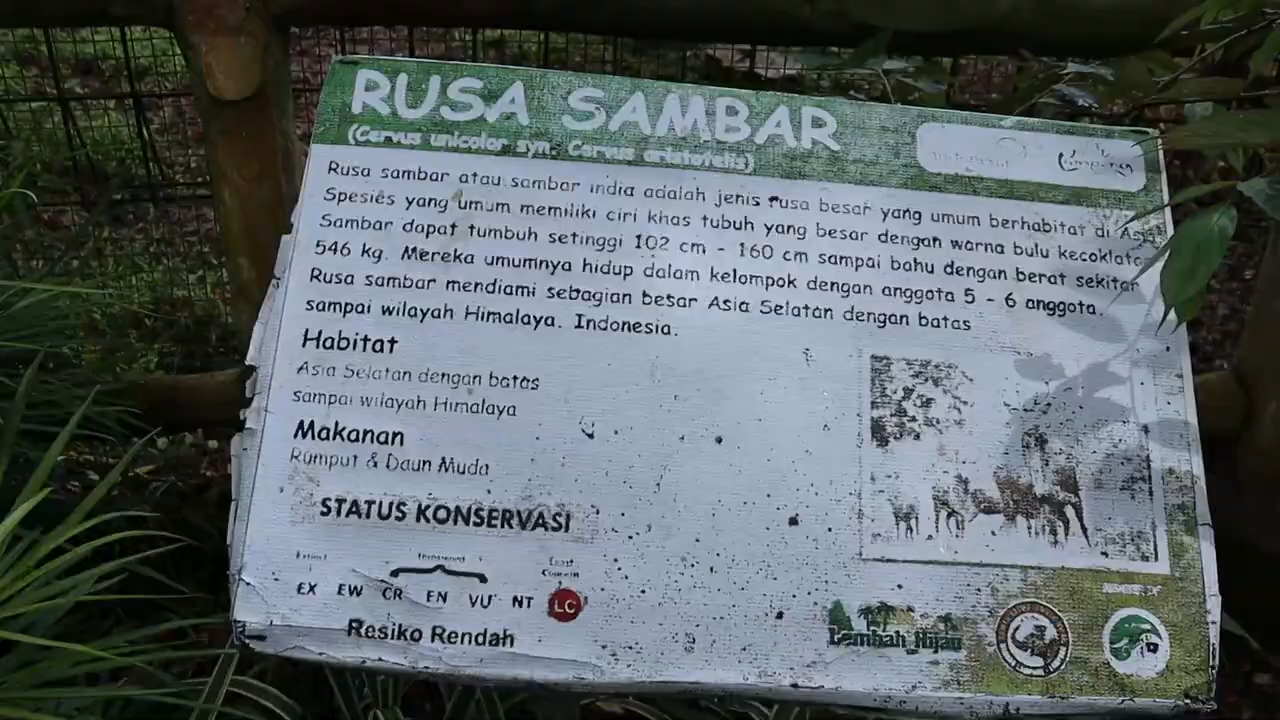 RUSA SAMBAR
(Cervus unicolor syn. Cervus aristotelis)
Rusa sambar atau sambar india adalah jenis rusa besar yang umum berhabitat di Asia
Spesies yang umum memiliki ciri khas tubuh yang besar dengan warna bulu kecoklata
Sambar dapat tumbuh setinggi 102 cm - 160 cm sampai bahu dengan berat sekitar
546 kg. Mereka umumnya hidup dalam kelompok dengan anggota 5 - 6 anggota.
Rusa sambar mendiami sebagian besar Asia Selatan dengan batas
sampai wilayah Himalaya. Indonesia.
Habitat
Asia Selatan dengan batas
sampai wilayah Himalaya
Makanan
Rumput & Daun Muda
STATUS KONSERVASI
Extinct Threatened Least
Concern
EX EW CR EN VU NT LC
Resiko Rendah
Lembah Hijau